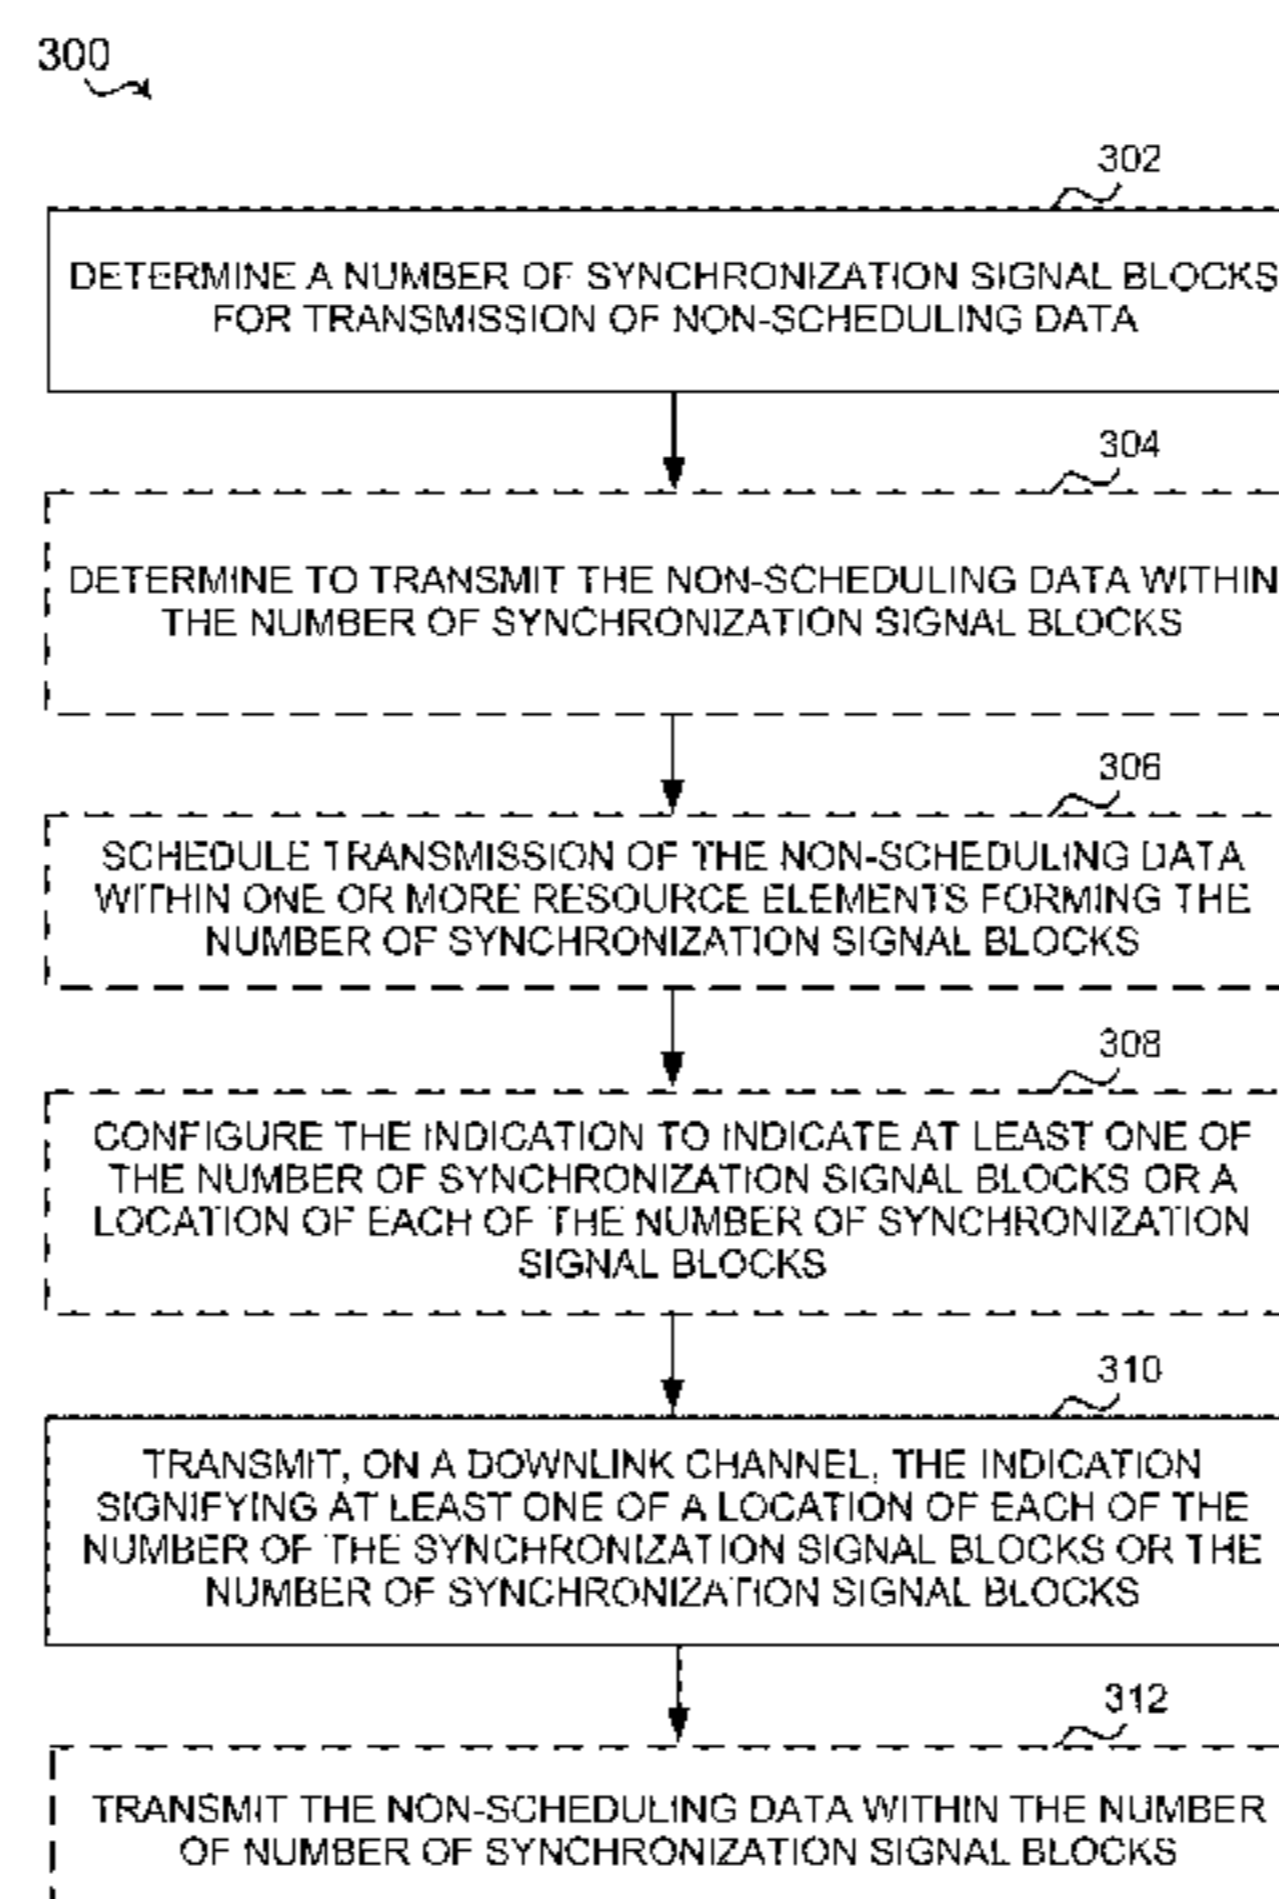 300
302
DETERMINE A NUMBER OF SYNCHRONIZATION SIGNAL BLOCKS
FOR TRANSMISSION OF NON-SCHEDULING DATA
304
DETERMINE TO TRANSMIT THE NON-SCHEDULING DATA WITHIN
THE NUMBER OF SYNCHRONIZATION SIGNAL BLOCKS
306
SCHEDULE TRANSMISSION OF THE NON-SCHEDULING DATA
WITHIN ONE OR MORE RESOURCE ELEMENTS FORMING THE
NUMBER OF SYNCHRONIZATION SIGNAL BLOCKS
308
CONFIGURE THE INDICATION TO INDICATE AT LEAST ONE OF
THE NUMBER OF SYNCHRONIZATION SIGNAL BLOCKS OR A
LOCATION OF EACH OF THE NUMBER OF SYNCHRONIZATION
SIGNAL BLOCKS
310
TRANSMIT, ON A DOWNLINK CHANNEL, THE INDICATION
SIGNIFYING AT LEAST ONE OF A LOCATION OF EACH OF THE
NUMBER OF THE SYNCHRONIZATION SIGNAL BLOCKS OR THE
NUMBER OF SYNCHRONIZATION SIGNAL BLOCKS
312
TRANSMIT THE NON-SCHEDULING DATA WITHIN THE NUMBER
OF NUMBER OF SYNCHRONIZATION SIGNAL BLOCKS